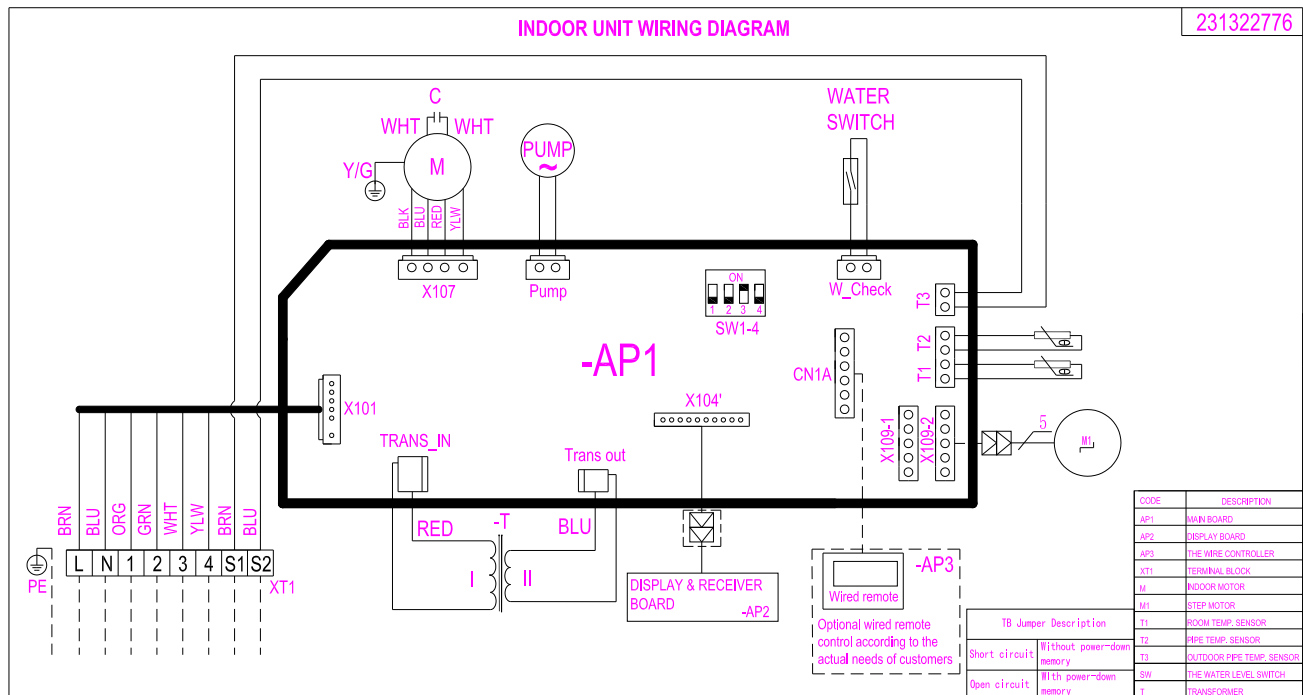 INDOOR UNIT WIRING DIAGRAM
231322776
C
WHT WHT
M
Y/G
BLK
BLU
RED
YLW
X107
PUMP
~
Pump
WATER
SWITCH
W_Check
ON
1 2 3 4
SW1-4
-AP1
T3
T2
T1
θ
θ
CN1A
X104'
X109-1
X109-2
5
M1
X101
TRANS_IN
Trans out
RED
-T
BLU
I
II
BRN
BLU
ORG
GRN
WHT
YLW
BRN
BLU
PE
L N 1 2 3 4 S1 S2
XT1
DISPLAY & RECEIVER
BOARD
-AP2
-AP3
Wired remote
Optional wired remote
control according to the
actual needs of customers
TB Jumper Description
Short circuit Without power-down
memory
Open circuit With power-down
memory
CODE DESCRIPTION
AP1 MAIN BOARD
AP2 DISPLAY BOARD
AP3 THE WIRE CONTROLLER
XT1 TERMINAL BLOCK
M INDOOR MOTOR
M1 STEP MOTOR
T1 ROOM TEMP. SENSOR
T2 PIPE TEMP. SENSOR
T3 OUTDOOR PIPE TEMP. SENSOR
SW THE WATER LEVEL SWITCH
T TRANSFORMER